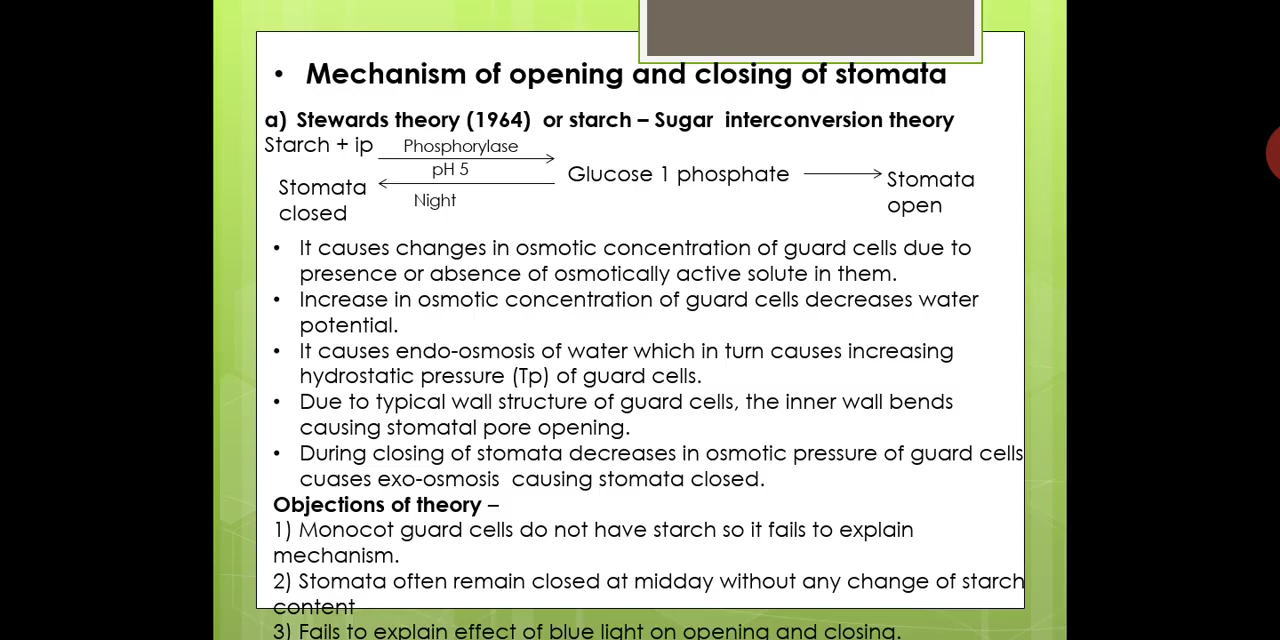 • Mechanism of opening and closing of stomata
a) Stewards theory (1964) or starch – Sugar interconversion theory
Starch + ip
Phosphorylase
pH 5
Glucose 1 phosphate
Stomata
open
Stomata
closed
Night
• It causes changes in osmotic concentration of guard cells due to
presence or absence of osmotically active solute in them.
• Increase in osmotic concentration of guard cells decreases water
potential.
• It causes endo-osmosis of water which in turn causes increasing
hydrostatic pressure (Tp) of guard cells.
• Due to typical wall structure of guard cells, the inner wall bends
causing stomatal pore opening.
• During closing of stomata decreases in osmotic pressure of guard cells
cuases exo-osmosis causing stomata closed.
Objections of theory –
1) Monocot guard cells do not have starch so it fails to explain
mechanism.
2) Stomata often remain closed at midday without any change of starch
content
3) Fails to explain effect of blue light on opening and closing.